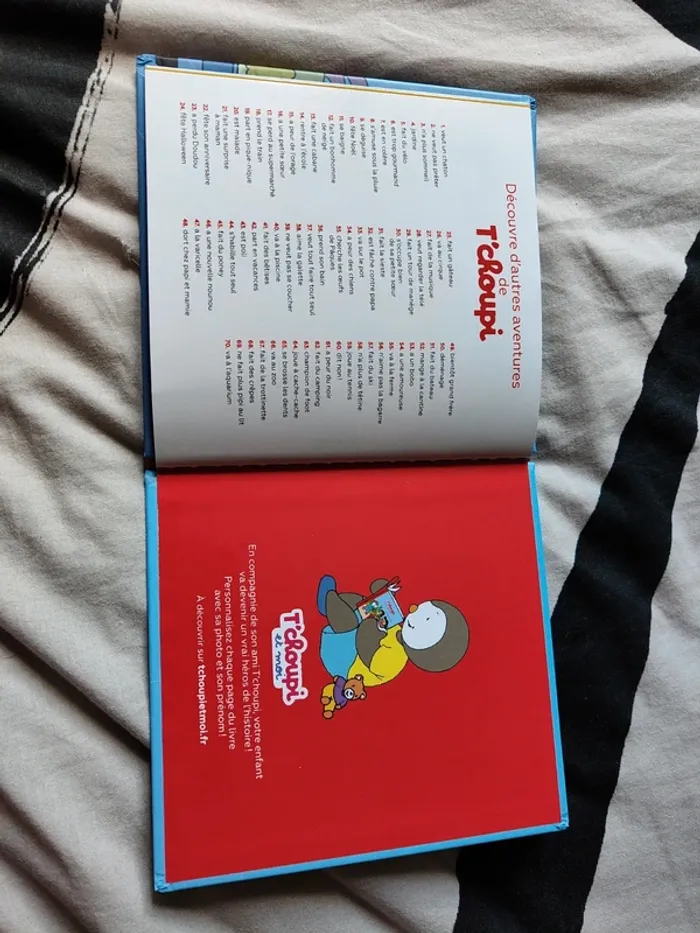 Découvre d'autres aventures
de
T'choupi
1. veut un chaton
2. ne veut pas prêter
3. n'a plus sommeil
4. jardine
5. fait du vélo
6. est trop gourmand
7. est en colère
8. s'amuse sous la pluie
9. se déguise
10. fête Noël
11. se baigne
12. fait un bonhomme
de neige
13. fait une cabane
14. rentre à l'école
15. a peur de l'orage
16. a une petite sœur
17. se perd au supermarché
18. prend le train
19. part en pique-nique
20. est malade
21. fait une surprise
à maman
22. fête son anniversaire
23. a perdu Doudou
24. fête Halloween
25. fait un gâteau
26. va au cirque
27. fait de la musique
28. veut regarder la télé
29. fait un tour de manège
30. s'occupe bien
de sa petite sœur
31. fait la sieste
32. est fâché contre papa
33. va sur le pot
34. a peur des chiens
35. cherche les œufs
de Pâques
36. prend son bain
37. veut tout faire tout seul
38. aime la galette
39. ne veut pas se coucher
40. va à la piscine
41. fait des bêtises
42. part en vacances
43. est poli
44. s'habille tout seul
45. fait du poney
46. a une nouvelle nounou
47. a la varicelle
48. dort chez papi et mamie
49. bientôt grand frère
50. déménage
51. fait du bateau
52. mange à la cantine
53. a un bobo
54. a une amoureuse
55. va à la ferme
56. n'aime pas la bagarre
57. fait du ski
58. n'a plus de tétine
59. joue au tennis
60. dit non !
61. a peur du noir
62. fait du camping
63. champion de foot
64. joue à cache-cache
65. se brosse les dents
66. va au zoo
67. fait de la trottinette
68. fait des crêpes
69. ne fait plus pipi au lit
70. va à l'aquarium
T'choupi
et moi
En compagnie de son ami T'choupi, votre enfant
va devenir un vrai héros de l'histoire !
Personnalisez chaque page du livre
avec sa photo et son prénom !
À découvrir sur tchoupietmoi.fr